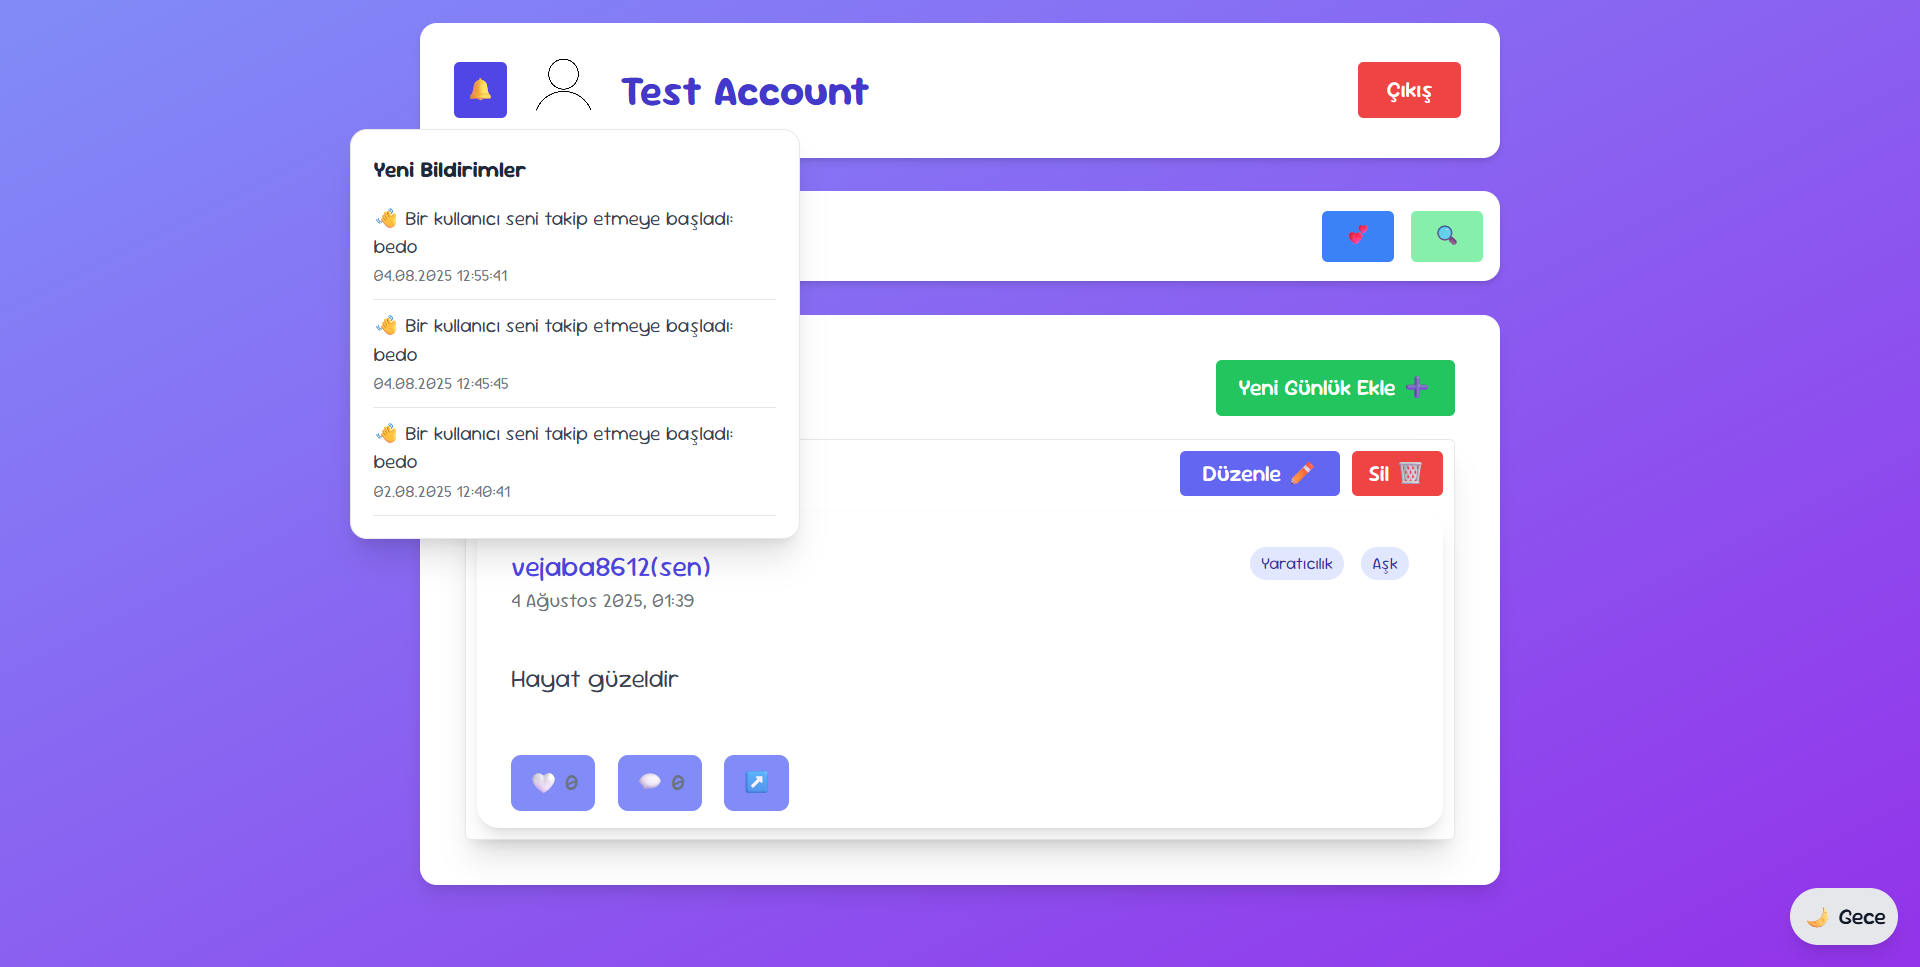 Test Account
Çıkış
Yeni Bildirimler
👋 Bir kullanıcı seni takip etmeye başladı:
bedo
04.08.2025 12:55:41
👋 Bir kullanıcı seni takip etmeye başladı:
bedo
04.08.2025 12:45:45
👋 Bir kullanıcı seni takip etmeye başladı:
bedo
02.08.2025 12:40:41
Yeni Günlük Ekle ➕
Düzenle ✏️
Sil 🗑️
vejaba8612(sen)
Yaratıcılık
Aşk
4 Ağustos 2025, 01:39
Hayat güzeldir
🤍 0
💬 0
🌙 Gece